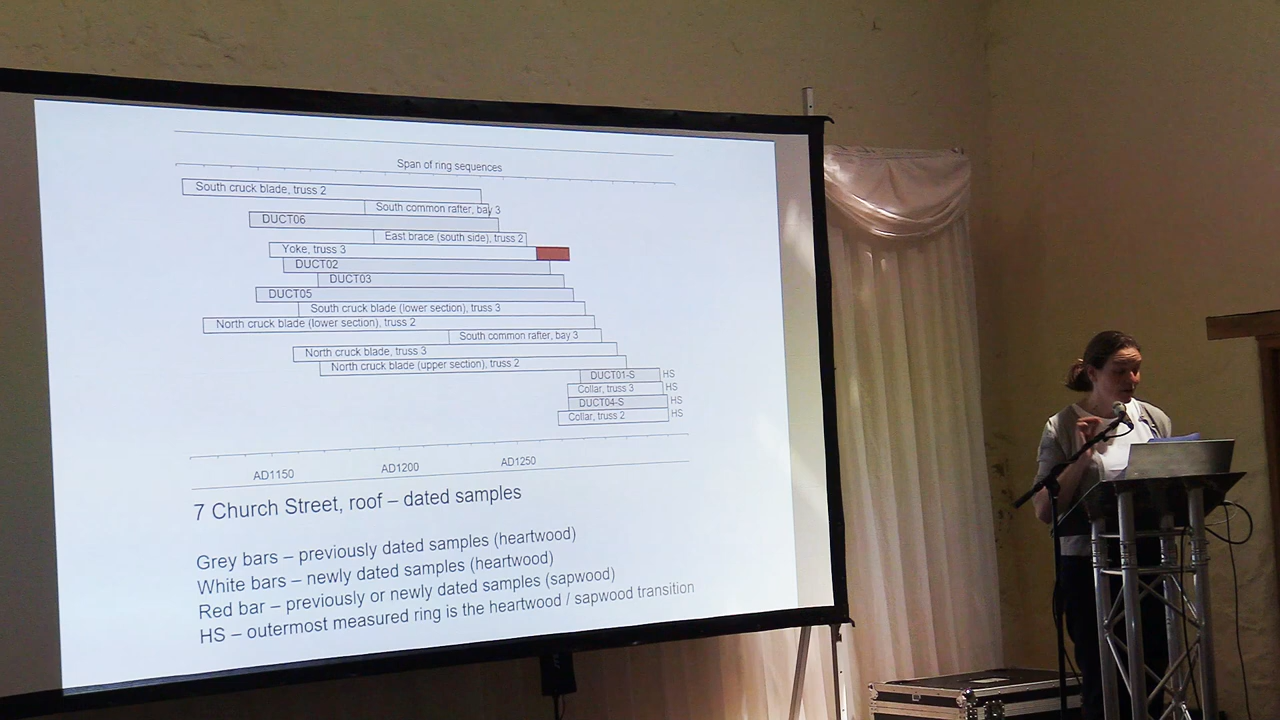 Span of ring sequences
South cruck blade, truss 2
South common rafter, bay 3
DUCT06
East brace (south side), truss 2
Yoke, truss 3
DUCT02
DUCT03
DUCT05
South cruck blade (lower section), truss 3
North cruck blade (lower section), truss 2
South common rafter, bay 3
North cruck blade, truss 3
North cruck blade (upper section), truss 2
DUCT01-S HS
Collar, truss 3 HS
DUCT04-S HS
Collar, truss 2 HS
AD1150 AD1200 AD1250
7 Church Street, roof – dated samples
Grey bars – previously dated samples (heartwood)
White bars – newly dated samples (heartwood)
Red bar – previously or newly dated samples (sapwood)
HS – outermost measured ring is the heartwood / sapwood transition